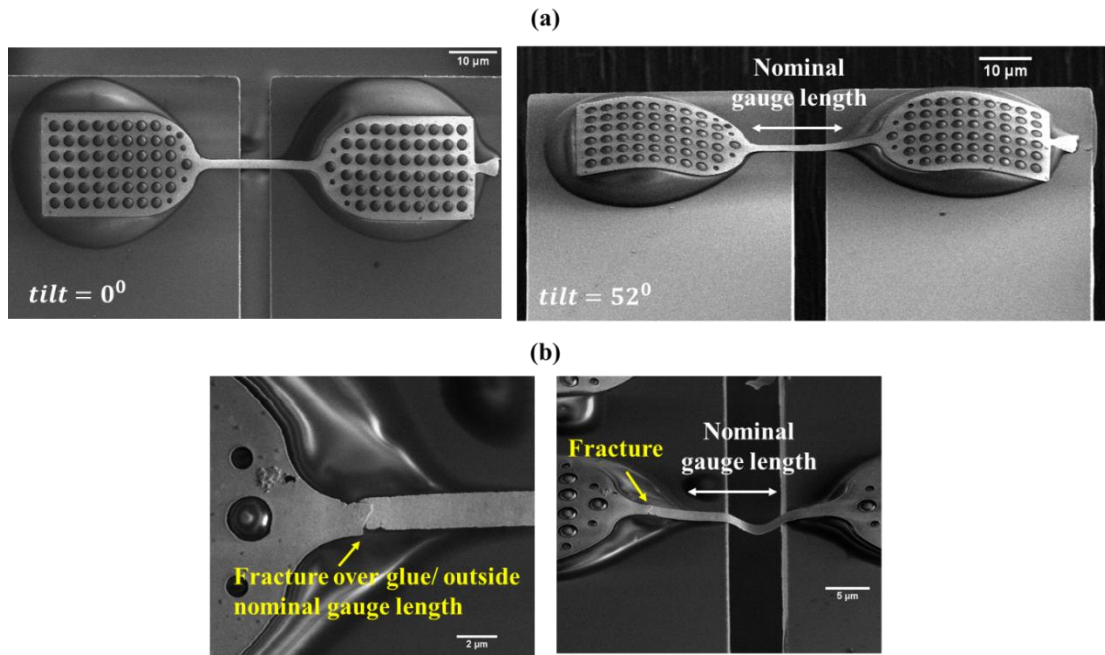 (a)
10 μm
tilt = 0⁰
Nominal
gauge length
10 μm
tilt = 52⁰
(b)
Fracture over glue/ outside
nominal gauge length
2 μm
Fracture
Nominal
gauge length
5 μm